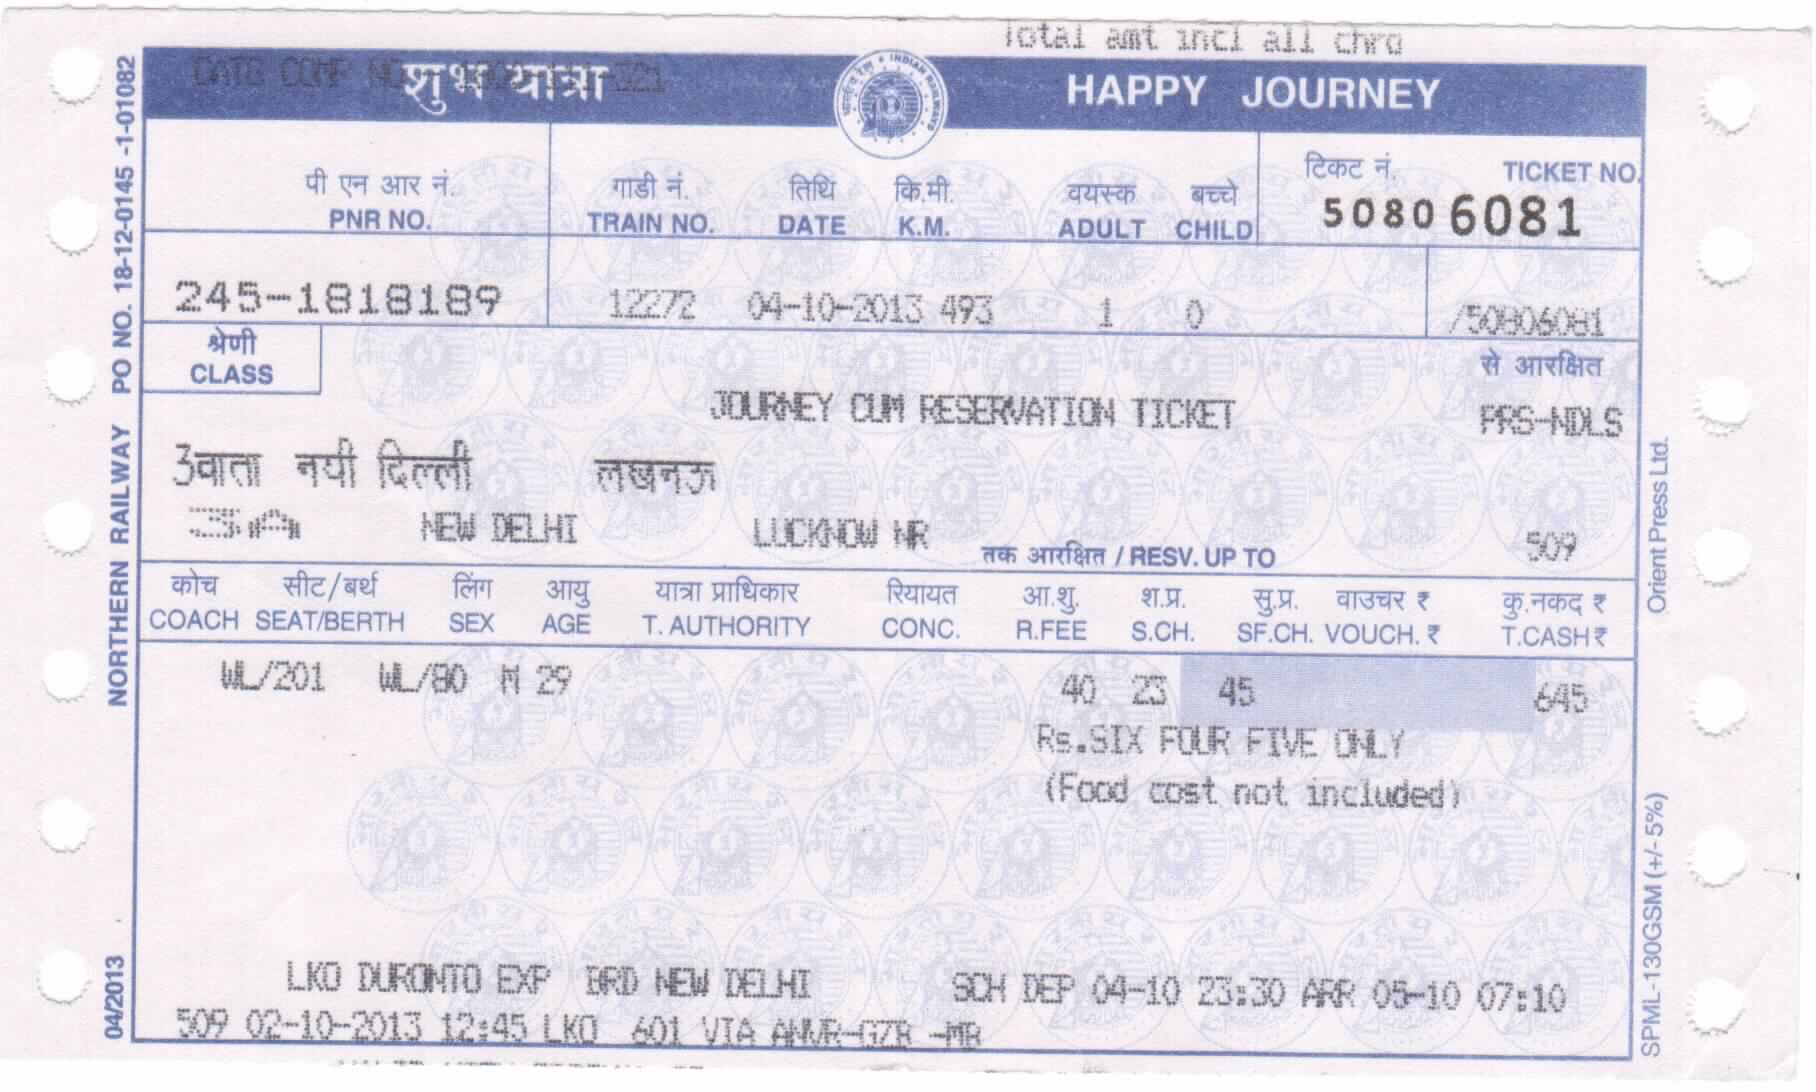 Total amt incl all chrg
DATE COMP NO
शुभ यात्रा HAPPY JOURNEY
INDIAN RAILWAYS
पी एन आर नं. गाडी नं. तिथि कि.मी. वयस्क बच्चे टिकट नं. TICKET NO.
PNR NO. TRAIN NO. DATE K.M. ADULT CHILD 50806081
245-1818189 12272 04-10-2013 493 1 0 /50806081
श्रेणी से आरक्षित
CLASS
JOURNEY CUM RESERVATION TICKET PRS-NDLS
3वाता नयी दिल्ली लखनऊ
3A NEW DELHI LUCKNOW NR 509
तक आरक्षित / RESV. UP TO
कोच सीट/बर्थ लिंग आयु यात्रा प्राधिकार रियायत आ.शु. श.प्र. सु.प्र. वाउचर ₹ कु.नकद ₹
COACH SEAT/BERTH SEX AGE T. AUTHORITY CONC. R.FEE S.CH. SF.CH. VOUCH. ₹ T.CASH ₹
WL/201 WL/80 M 29 40 23 45 645
Rs.SIX FOUR FIVE ONLY
(Food cost not included)
LKO DURONTO EXP BRD NEW DELHI SCH DEP 04-10 23:30 ARR 05-10 07:10
509 02-10-2013 12:45 LKO 601 VIA ANVR-GZB -MB
04/2013 NORTHERN RAILWAY PO NO. 18-12-0145 -1-01082
Orient Press Ltd.
SPML-130GSM (+/- 5%)